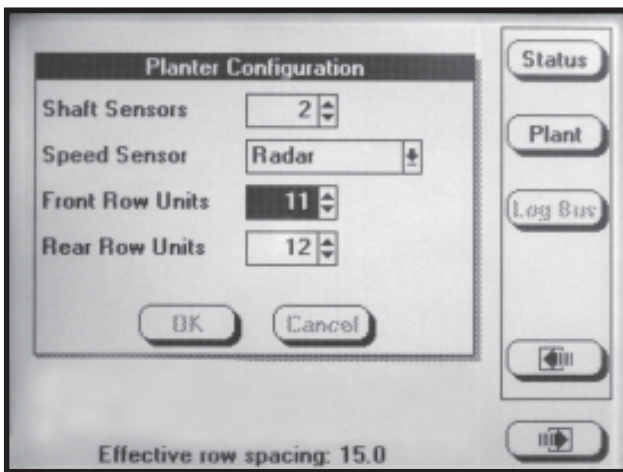 Planter Configuration
Shaft Sensors 2
Speed Sensor Radar
Front Row Units 11
Rear Row Units 12
OK Cancel
Effective row spacing: 15.0
Status
Plant
Log Bus